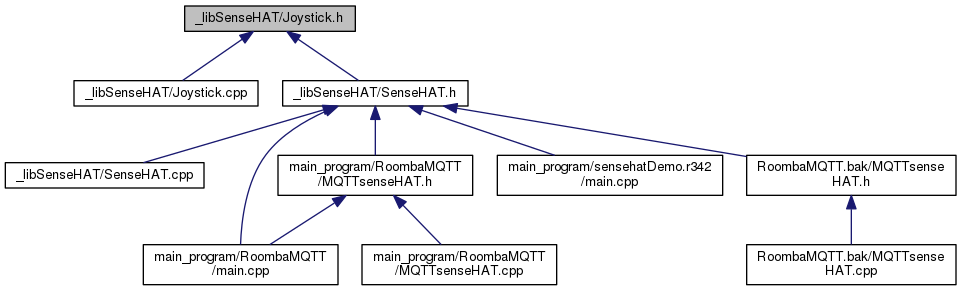 _libSenseHAT/Joystick.h
_libSenseHAT/Joystick.cpp
_libSenseHAT/SenseHAT.h
_libSenseHAT/SenseHAT.cpp
main_program/RoombaMQTT
/MQTTsenseHAT.h
main_program/sensehatDemo.r342
/main.cpp
RoombaMQTT.bak/MQTTsense
HAT.h
main_program/RoombaMQTT
/main.cpp
main_program/RoombaMQTT
/MQTTsenseHAT.cpp
RoombaMQTT.bak/MQTTsense
HAT.cpp